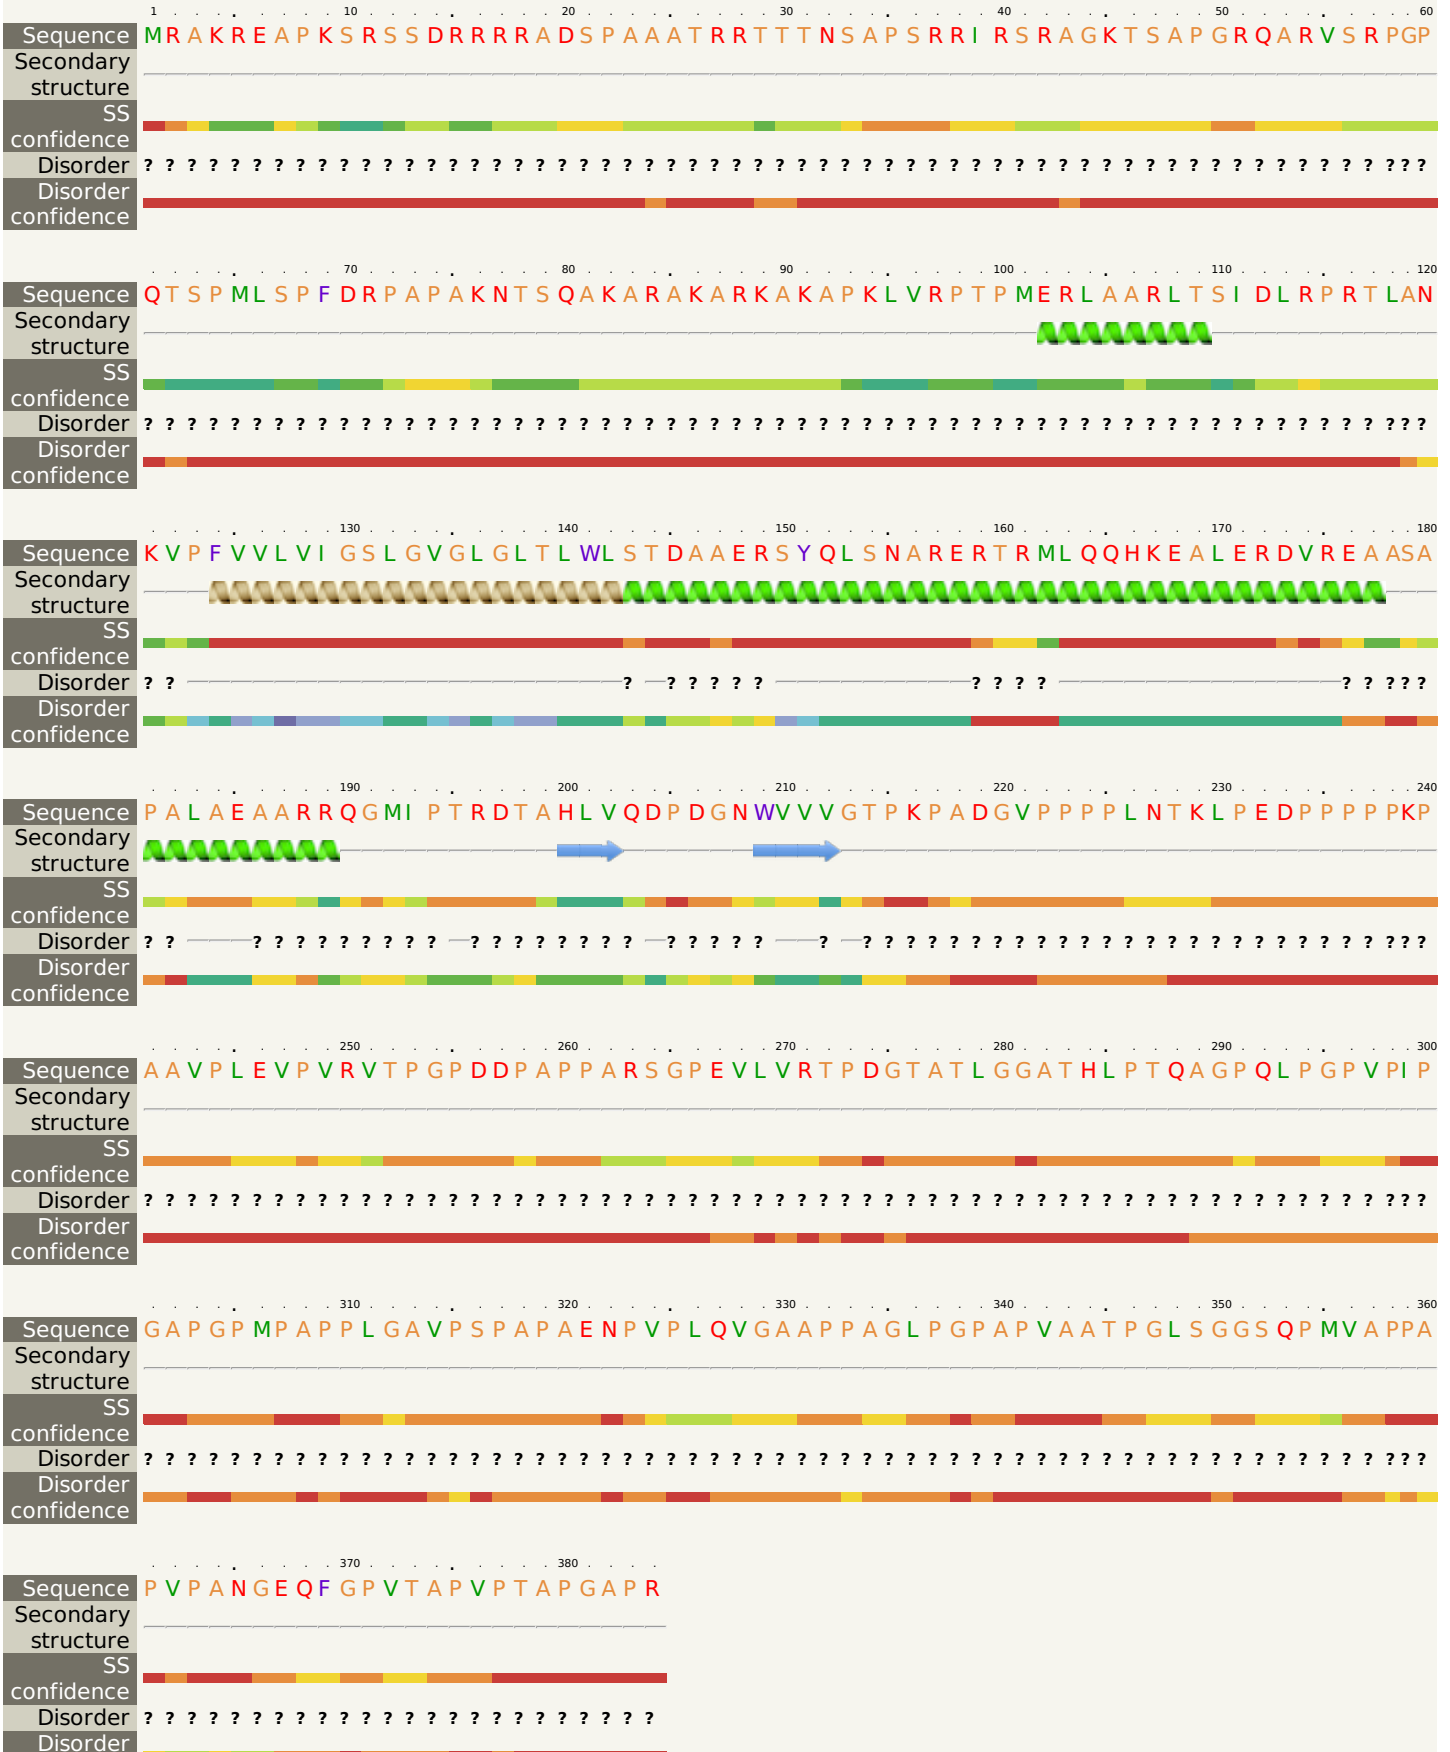 1 10 20 30 40 50 60
Sequence MRAKREAPKSRSSDRRRRADSPAAATRRTTTNSAPSRRIRSRAGKTSAPGRQARVSRPGP
Secondary
structure
SS
confidence
Disorder ????????????????????????????????????????????????????????????
Disorder
confidence
70 80 90 100 110 120
Sequence QTSPMLSPFDRPAPAKNTSQAKARAKARKAKAPKLVRPTPMERLAARLTSIDLRPRTLAN
Secondary
structure
SS
confidence
Disorder ????????????????????????????????????????????????????????????
Disorder
confidence
130 140 150 160 170 180
Sequence KVPFVVLVIGSLGVGLGLTLWLSTDAAERSYQLSNARERTRMLQQHKEALERDVREAASA
Secondary
structure
SS
confidence
Disorder ?? ? ????? ???? ?????
Disorder
confidence
190 200 210 220 230 240
Sequence PALAEAARRQGMIPTRDTAHLVQDPDGNWVVVGTPKPADGVPPPPLNTKLPEDPPPPPKP
Secondary
structure
SS
confidence
Disorder ?? ????????? ???????? ????? ? ???????????????????????????
Disorder
confidence
250 260 270 280 290 300
Sequence AAVPLEVPVRVTPGPDDPAPPARSGPEVLVRTPDGTATLGGATHLPTQAGPQLPGPVPIP
Secondary
structure
SS
confidence
Disorder ????????????????????????????????????????????????????????????
Disorder
confidence
310 320 330 340 350 360
Sequence GAPGPMPAPPLGAVPSPAPAENPVPLQVGAAPPAGLPGPAPVAATPGLSGGSQPMVAPPA
Secondary
structure
SS
confidence
Disorder ????????????????????????????????????????????????????????????
Disorder
confidence
370 380
Sequence PVPANGEQFGPVTAPVPTAPGAPR
Secondary
structure
SS
confidence
Disorder ????????????????????????
Disorder